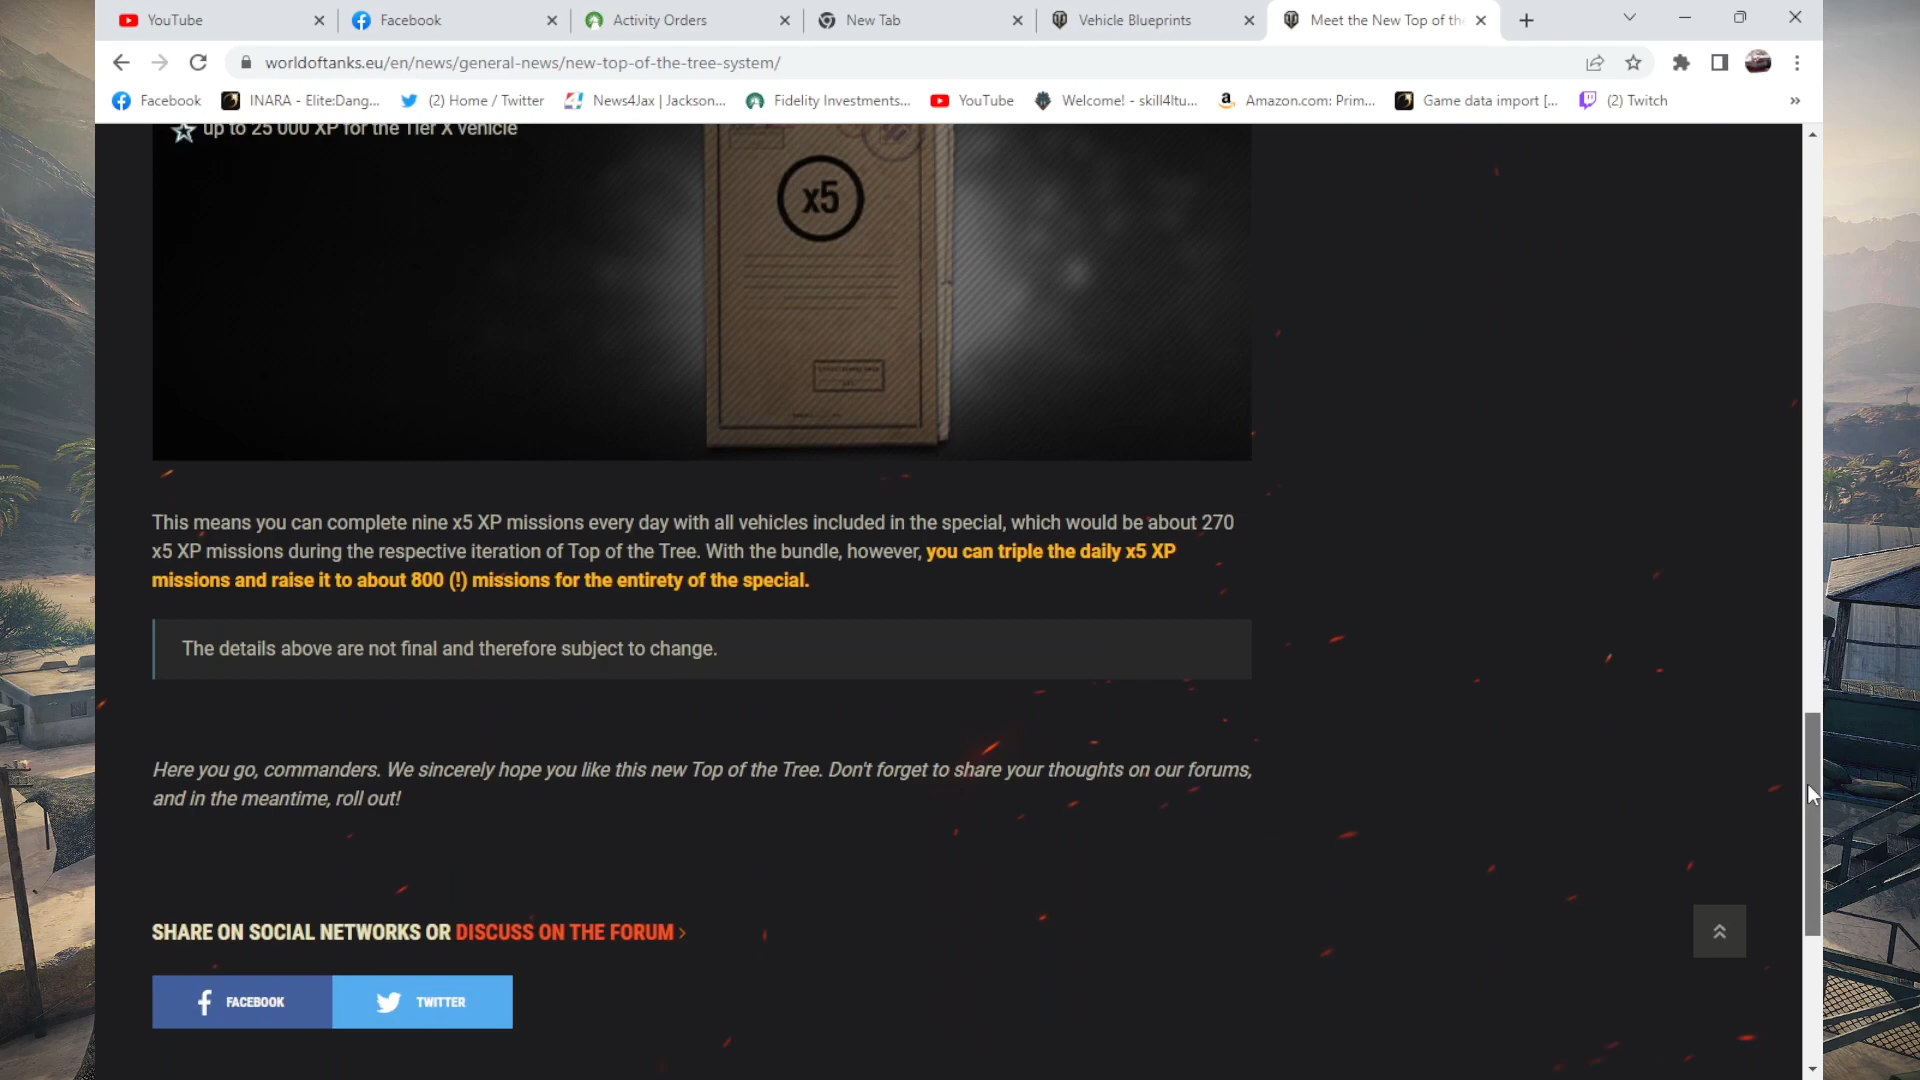 YouTube
Facebook
Activity Orders
New Tab
Vehicle Blueprints
Meet the New Top of the
worldoftanks.eu/en/news/general-news/new-top-of-the-tree-system/
Facebook
INARA - Elite:Dang...
(2) Home / Twitter
News4Jax | Jackson...
Fidelity Investments...
YouTube
Welcome! - skill4ltu...
Amazon.com: Prim...
Game data import [...
(2) Twitch
up to 25 000 XP for the Tier X vehicle
x5
This means you can complete nine x5 XP missions every day with all vehicles included in the special, which would be about 270
x5 XP missions during the respective iteration of Top of the Tree. With the bundle, however, you can triple the daily x5 XP
missions and raise it to about 800 (!) missions for the entirety of the special.
The details above are not final and therefore subject to change.
Here you go, commanders. We sincerely hope you like this new Top of the Tree. Don't forget to share your thoughts on our forums,
and in the meantime, roll out!
SHARE ON SOCIAL NETWORKS OR DISCUSS ON THE FORUM >
FACEBOOK
TWITTER